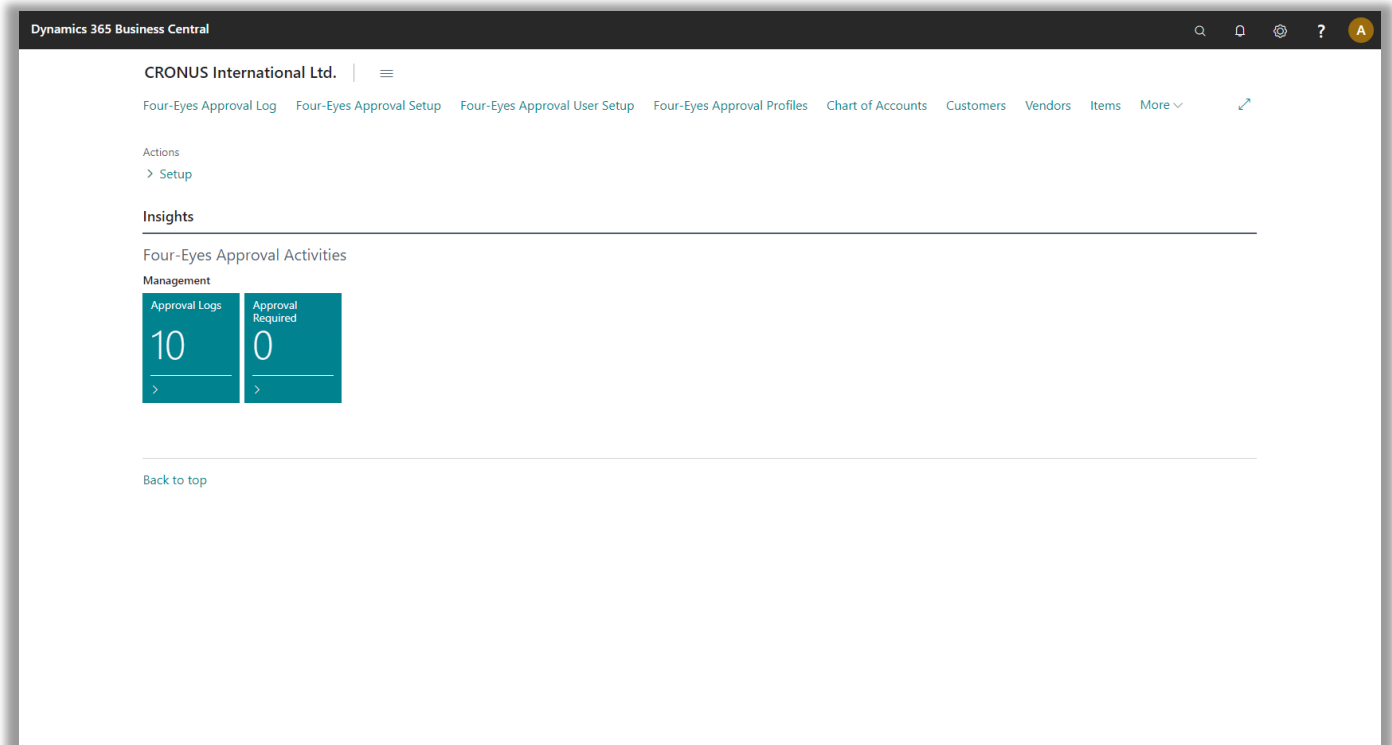 Dynamics 365 Business Central
?
A
CRONUS International Ltd.
Four-Eyes Approval Log Four-Eyes Approval Setup Four-Eyes Approval User Setup Four-Eyes Approval Profiles Chart of Accounts Customers Vendors Items More
Actions
Setup
Insights
Four-Eyes Approval Activities
Management
Approval Logs
10
Approval
Required
0
Back to top